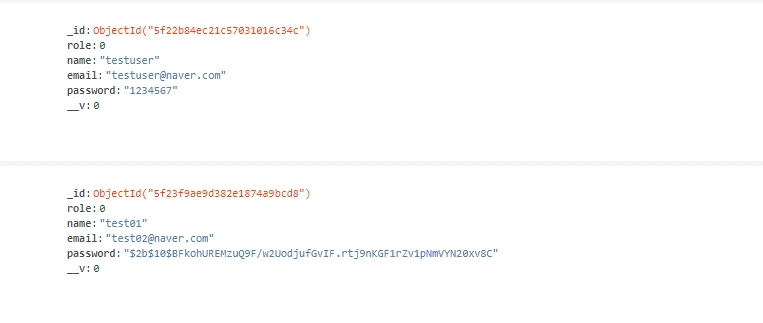 _id:ObjectId("5f22b84ec21c57031016c34c")
role:0
name:"testuser"
email:"testuser@naver.com"
password:"1234567"
__v:0
_id:ObjectId("5f23f9ae9d382e1874a9bcd8")
role:0
name:"test01"
email:"test02@naver.com"
password:"$2b$10$BFkohUREMzuQ9F/w2UodjufGvIF.rtj9nKGF1rZv1pNmVYN20xv8C"
__v:0